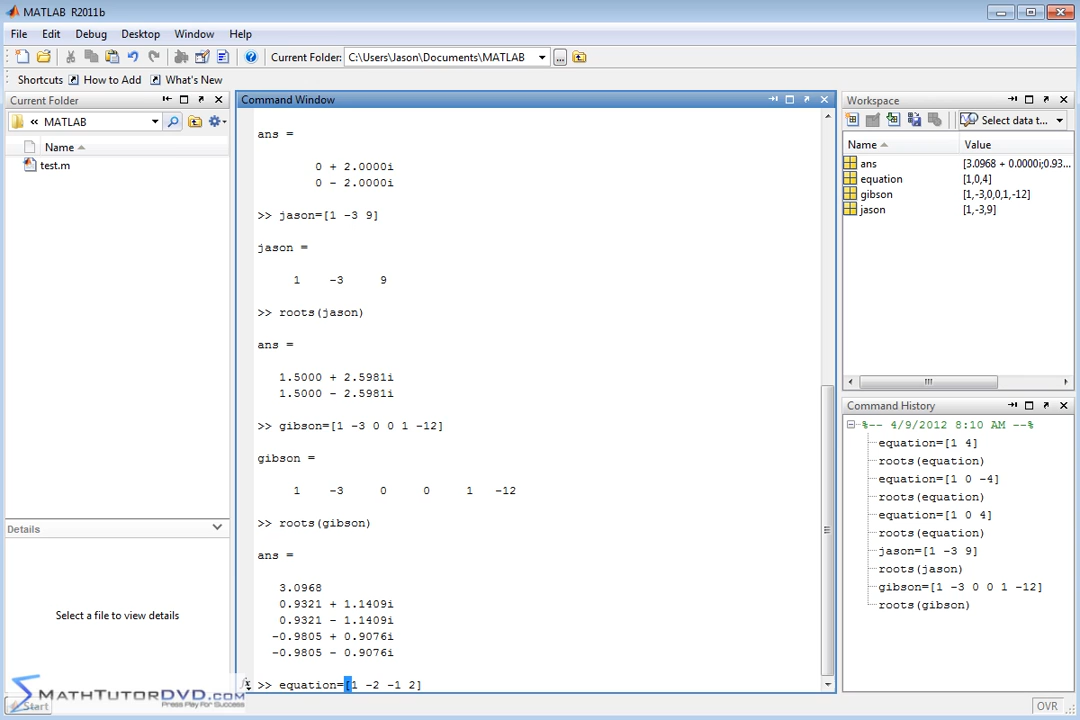 MATLAB R2011b
File Edit Debug Desktop Window Help
Current Folder: C:\Users\Jason\Documents\MATLAB
Shortcuts How to Add What's New
Current Folder
« MATLAB
Name
test.m
Details
Select a file to view details
Command Window
ans =
0 + 2.0000i
0 - 2.0000i
>> jason=[1 -3 9]
jason =
1 -3 9
>> roots(jason)
ans =
1.5000 + 2.5981i
1.5000 - 2.5981i
>> gibson=[1 -3 0 0 1 -12]
gibson =
1 -3 0 0 1 -12
>> roots(gibson)
ans =
3.0968
0.9321 + 1.1409i
0.9321 - 1.1409i
-0.9805 + 0.9076i
-0.9805 - 0.9076i
fx >> equation=[1 -2 -1 2]
Workspace
Select data t...
Name Value
ans [3.0968 + 0.0000i;0.93...
equation [1,0,4]
gibson [1,-3,0,0,1,-12]
jason [1,-3,9]
Command History
%-- 4/9/2012 8:10 AM --%
equation=[1 4]
roots(equation)
equation=[1 0 -4]
roots(equation)
equation=[1 0 4]
roots(equation)
jason=[1 -3 9]
roots(jason)
gibson=[1 -3 0 0 1 -12]
roots(gibson)
MATHTUTORDVD.COM
Press Play For Success
Start
OVR